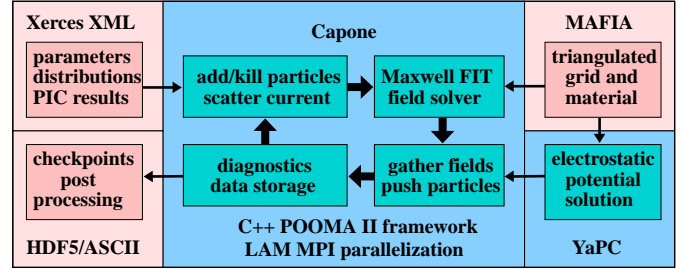 Xerces XML
parameters
distributions
PIC results
Capone
add/kill particles
scatter current
Maxwell FIT
field solver
MAFIA
triangulated
grid and
material
checkpoints
post
processing
HDF5/ASCII
diagnostics
data storage
gather fields
push particles
C++ POOMA II framework
LAM MPI parallelization
electrostatic
potential
solution
YaPC